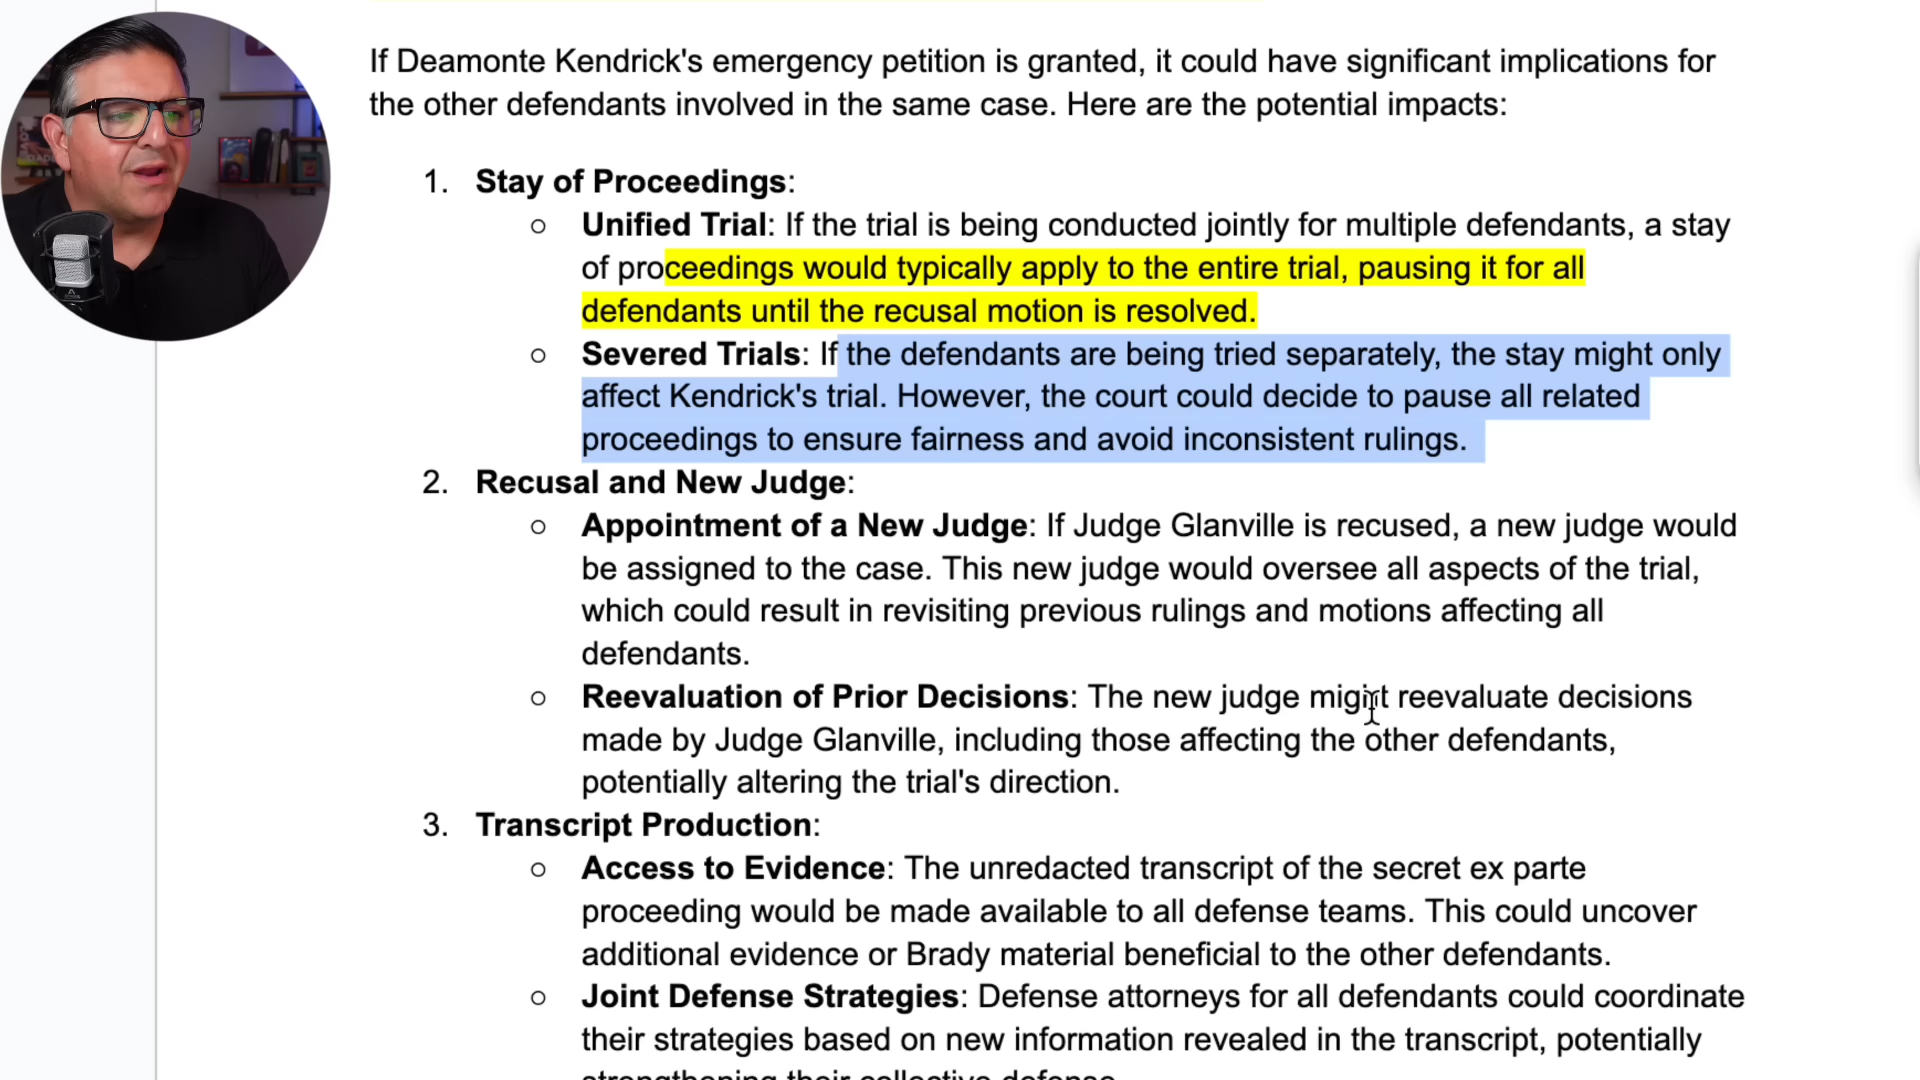 If Deamonte Kendrick's emergency petition is granted, it could have significant implications for
the other defendants involved in the same case. Here are the potential impacts:
1. Stay of Proceedings:
○ Unified Trial: If the trial is being conducted jointly for multiple defendants, a stay
of proceedings would typically apply to the entire trial, pausing it for all
defendants until the recusal motion is resolved.
○ Severed Trials: If the defendants are being tried separately, the stay might only
affect Kendrick's trial. However, the court could decide to pause all related
proceedings to ensure fairness and avoid inconsistent rulings.
2. Recusal and New Judge:
○ Appointment of a New Judge: If Judge Glanville is recused, a new judge would
be assigned to the case. This new judge would oversee all aspects of the trial,
which could result in revisiting previous rulings and motions affecting all
defendants.
○ Reevaluation of Prior Decisions: The new judge might reevaluate decisions
made by Judge Glanville, including those affecting the other defendants,
potentially altering the trial's direction.
3. Transcript Production:
○ Access to Evidence: The unredacted transcript of the secret ex parte
proceeding would be made available to all defense teams. This could uncover
additional evidence or Brady material beneficial to the other defendants.
○ Joint Defense Strategies: Defense attorneys for all defendants could coordinate
their strategies based on new information revealed in the transcript, potentially
strengthening their collective defense.